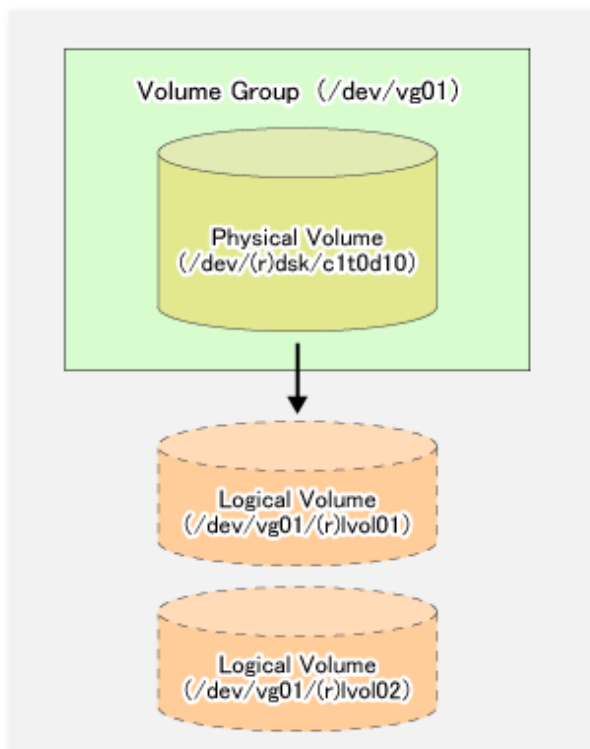 Volume Group (/dev/vg01)
Physical Volume
(/dev/(r)dsk/c1t0d10)
Logical Volume
(/dev/vg01/(r)lvol01)
Logical Volume
(/dev/vg01/(r)lvol02)